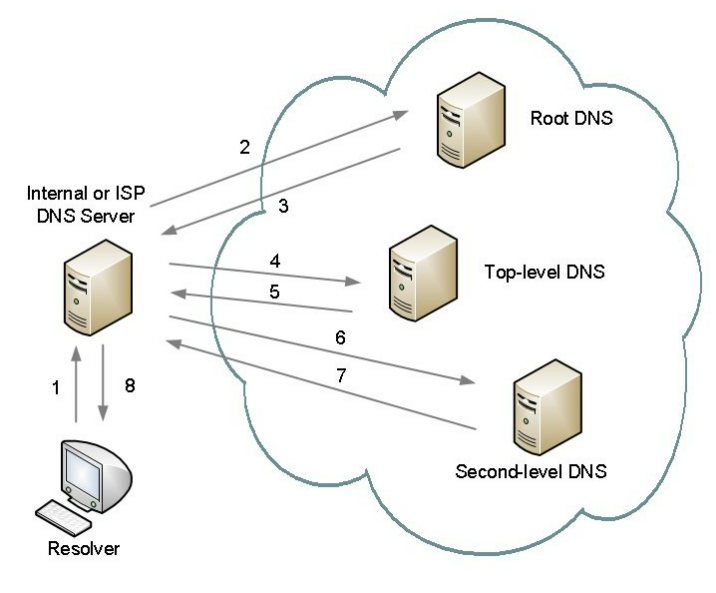 Root DNS
2
Internal or ISP
DNS Server
3
4
Top-level DNS
5
6
7
1
8
Second-level DNS
Resolver